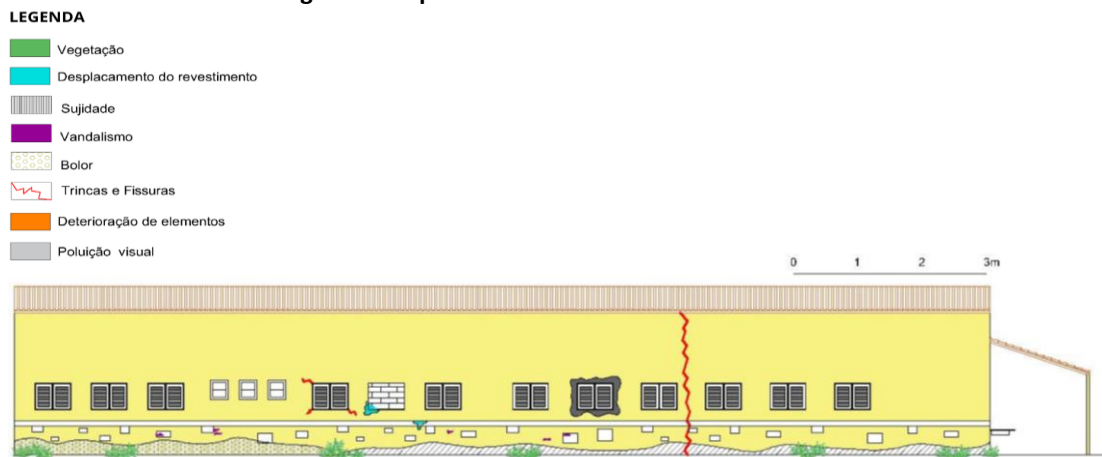 LEGENDA
Vegetação
Desplacamento do revestimento
Sujidade
Vandalismo
Bolor
Trincas e Fissuras
Deterioração de elementos
Poluição visual
0 1 2 3m